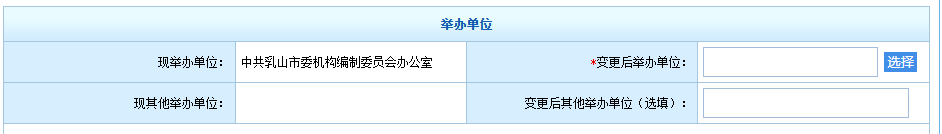 举办单位
现举办单位： 中共乳山市委机构编制委员会办公室 *变更后举办单位： 选择
现其他举办单位： 变更后其他举办单位（选填）：